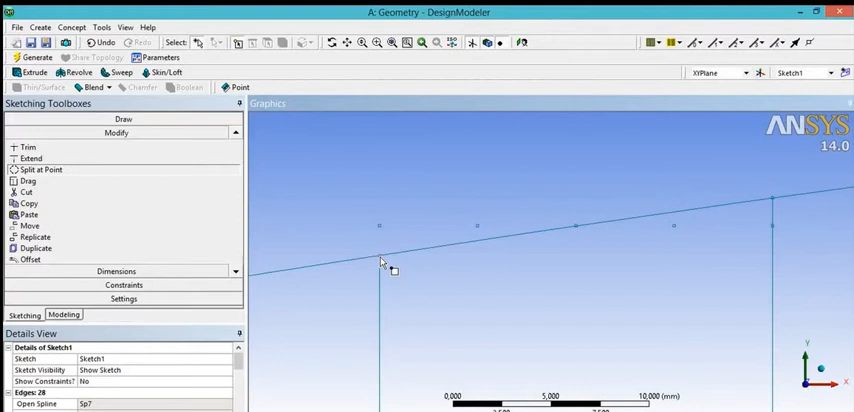 A: Geometry - DesignModeler
File Create Concept Tools View Help
Undo Redo Select:
Generate Share Topology Parameters
Extrude Revolve Sweep Skin/Loft
XYPlane Sketch1
Thin/Surface Blend Chamfer Boolean Point
Sketching Toolboxes
Graphics
Draw
Modify
ANSYS
14.0
Trim
Extend
Split at Point
Drag
Cut
Copy
Paste
Move
Replicate
Duplicate
Offset
Dimensions
Constraints
Settings
Sketching Modeling
Details View
Details of Sketch1
Sketch Sketch1
Sketch Visibility Show Sketch
Show Constraints? No
Edges: 28
Open Spline Sp7
Y
X
0,000 5,000 10,000 (mm)
2,500 7,500